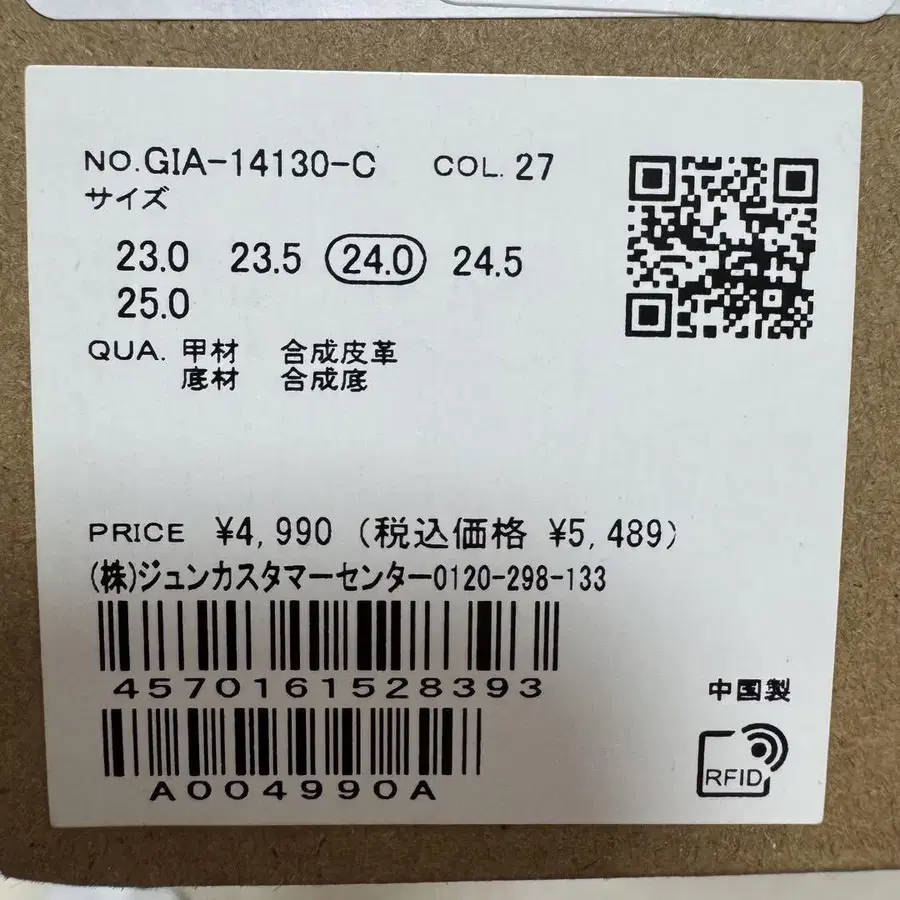 NO.GIA-14130-C COL. 27
サイズ
23.0 23.5 24.0 24.5
25.0
QUA. 甲材 合成皮革
底材 合成底
PRICE ¥4,990 (税込価格 ¥5,489)
(株)ジュンカスタマーセンター0120-298-133
4570161528393
中国製
A004990A
RFID